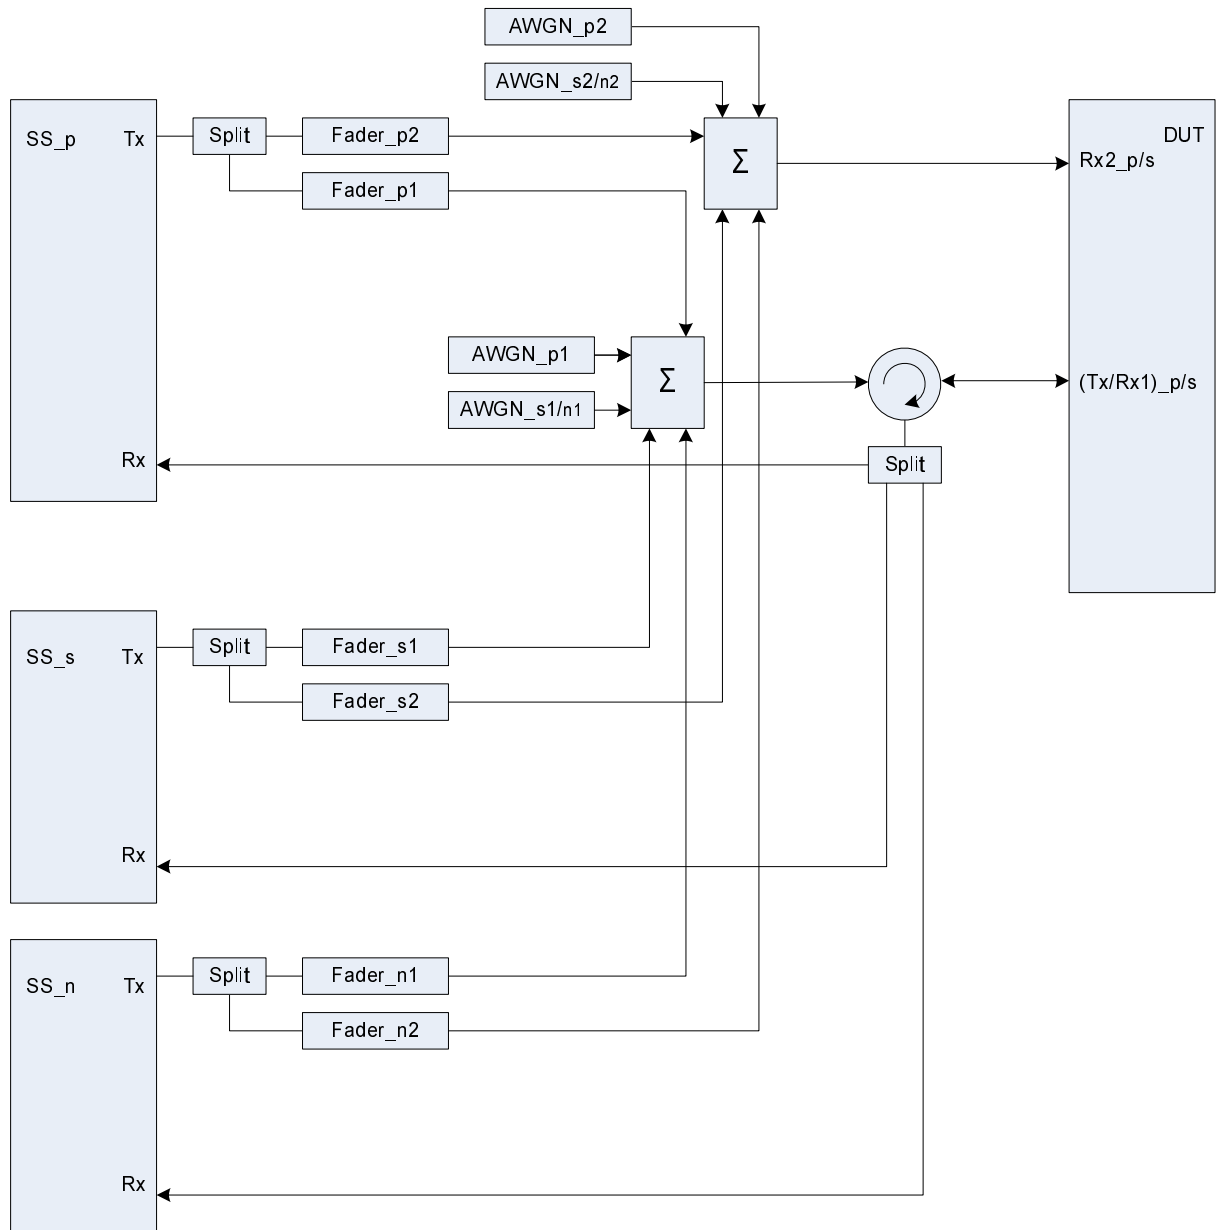 AWGN_p2
AWGN_s2/n2
SS_p
Tx
Split
Fader_p2
Σ
DUT
Rx2_p/s
Fader_p1
AWGN_p1
Σ
(Tx/Rx1)_p/s
AWGN_s1/n1
Rx
Split
SS_s
Tx
Split
Fader_s1
Fader_s2
Rx
SS_n
Tx
Split
Fader_n1
Fader_n2
Rx